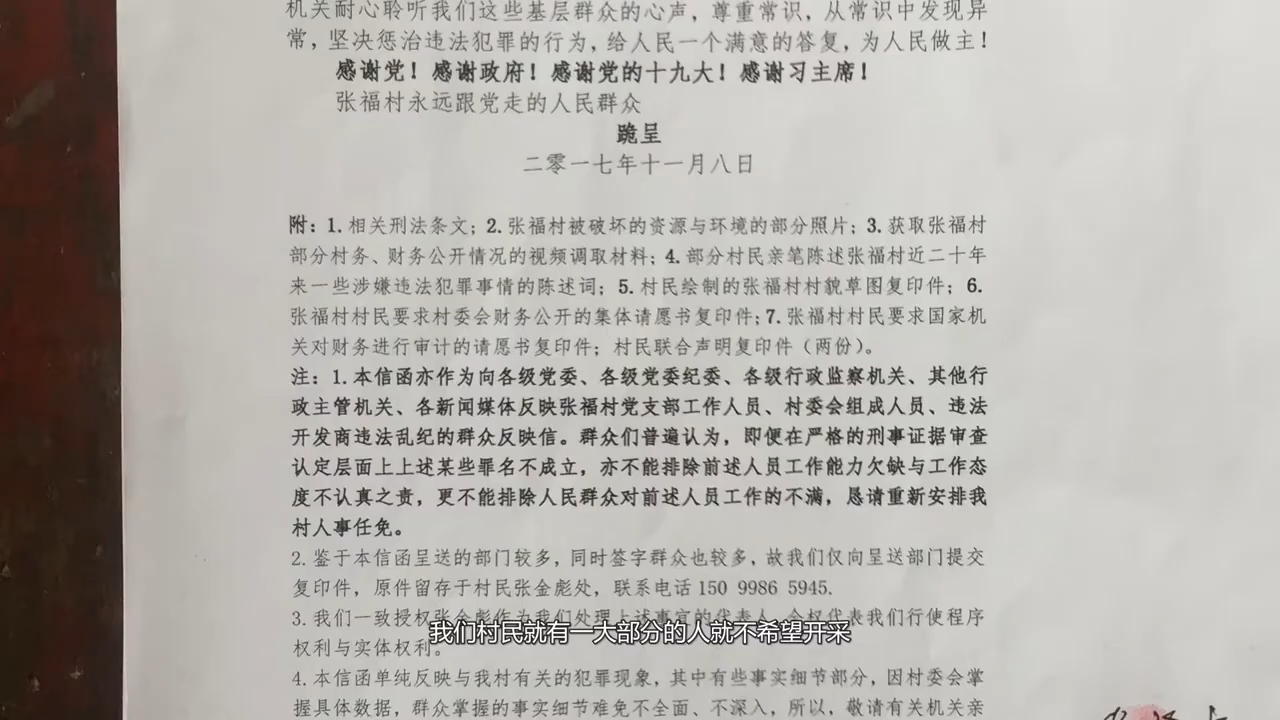 机关耐心聆听我们这些基层群众的心声，尊重常识，从常识中发现异
常，坚决惩治违法犯罪的行为，给人民一个满意的答复，为人民做主！
感谢党！感谢政府！感谢党的十九大！感谢习主席！
张福村永远跟党走的人民群众
跪呈
二零一七年十一月八日
附：1.相关刑法条文；2.张福村被破坏的资源与环境的部分照片；3.获取张福村
部分村务、财务公开情况的视频调取材料；4.部分村民亲笔陈述张福村近二十年
来一些涉嫌违法犯罪事情的陈述词；5.村民绘制的张福村村貌草图复印件；6.
张福村村民要求村委会财务公开的集体请愿书复印件；7.张福村村民要求国家机
关对财务进行审计的请愿书复印件；村民联合声明复印件（两份）。
注：1.本信函亦作为向各级党委、各级党委纪委、各级行政监察机关、其他行
政主管机关、各新闻媒体反映张福村党支部工作人员、村委会组成人员、违法
开发商违法乱纪的群众反映信。群众们普遍认为，即便在严格的刑事证据审查
认定层面上上述某些罪名不成立，亦不能排除前述人员工作能力欠缺与工作态
度不认真之责，更不能排除人民群众对前述人员工作的不满，恳请重新安排我
村人事任免。
2.鉴于本信函呈送的部门较多，同时签字群众也较多，故我们仅向呈送部门提交
复印件，原件留存于村民张金彪处，联系电话 150 9986 5945.
3.我们一致授权张金彪作为我们处理上述事宜的代表人，全权代表我们行使程序
我们村民就有一大部分的人就不希望开采
权利与实体权利。
4.本信函单纯反映与我村有关的犯罪现象，其中有些事实细节部分，因村委会掌
握具体数据，群众掌握的事实细节难免不全面、不深入，所以，敬请有关机关亲